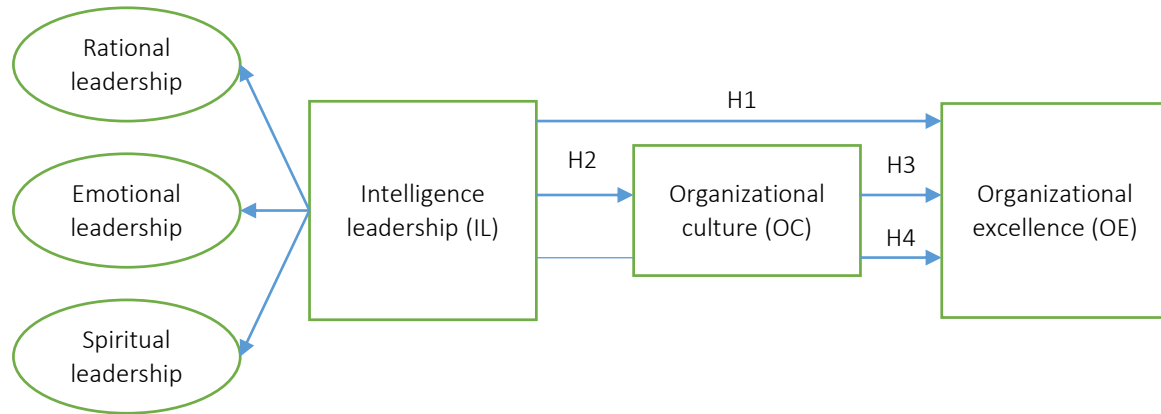 Rational
leadership
Emotional
leadership
Spiritual
leadership
Intelligence
leadership (IL)
H1
H2
Organizational
culture (OC)
H3
H4
Organizational
excellence (OE)